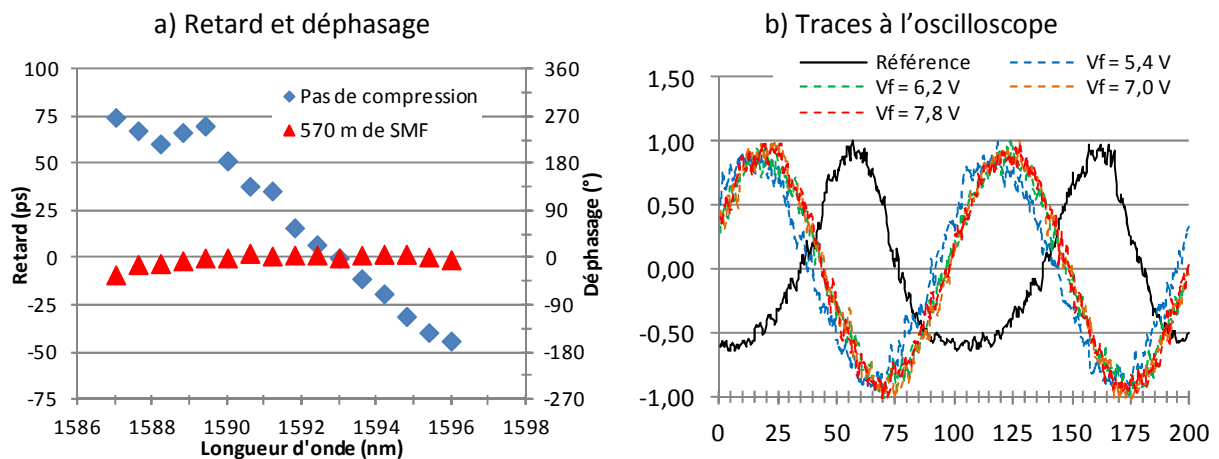 a) Retard et déphasage
100
75
50
25
0
-25
-50
-75
Retard (ps)
Pas de compression
570 m de SMF
360
270
180
90
0
-90
-180
-270
Déphasage (°)
1586 1588 1590 1592 1594 1596 1598
Longueur d'onde (nm)
b) Traces à l'oscilloscope
Référence
Vf = 5,4 V
Vf = 6,2 V
Vf = 7,0 V
Vf = 7,8 V
1,50
1,00
0,50
0,00
-0,50
-1,00
0 25 50 75 100 125 150 175 200